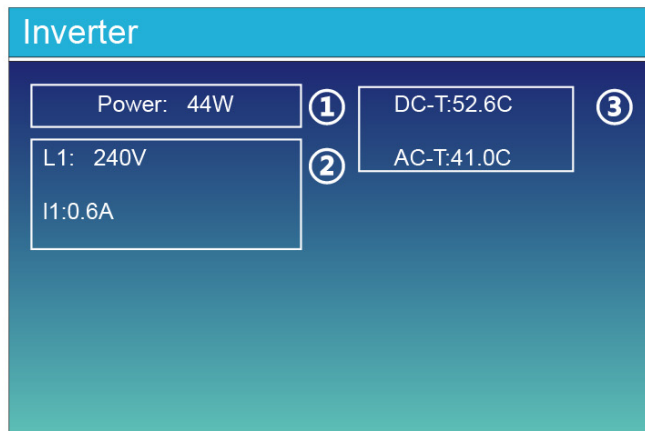 Inverter
Power: 44W
①
L1: 240V
I1:0.6A
②
DC-T:52.6C
AC-T:41.0C
③